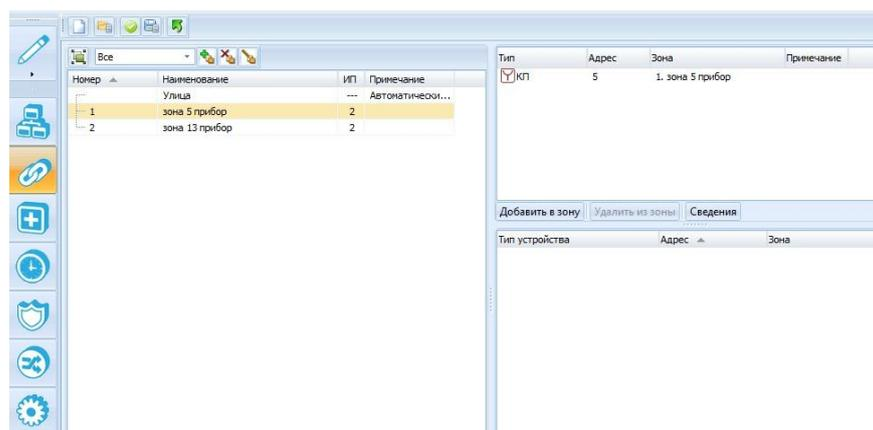 Все
Номер Наименование ИП Примечание
Улица --- Автоматически...
1 зона 5 прибор 2
2 зона 13 прибор 2
Тип Адрес Зона Примечание
КП 5 1. зона 5 прибор
Добавить в зону Удалить из зоны Сведения
Тип устройства Адрес Зона